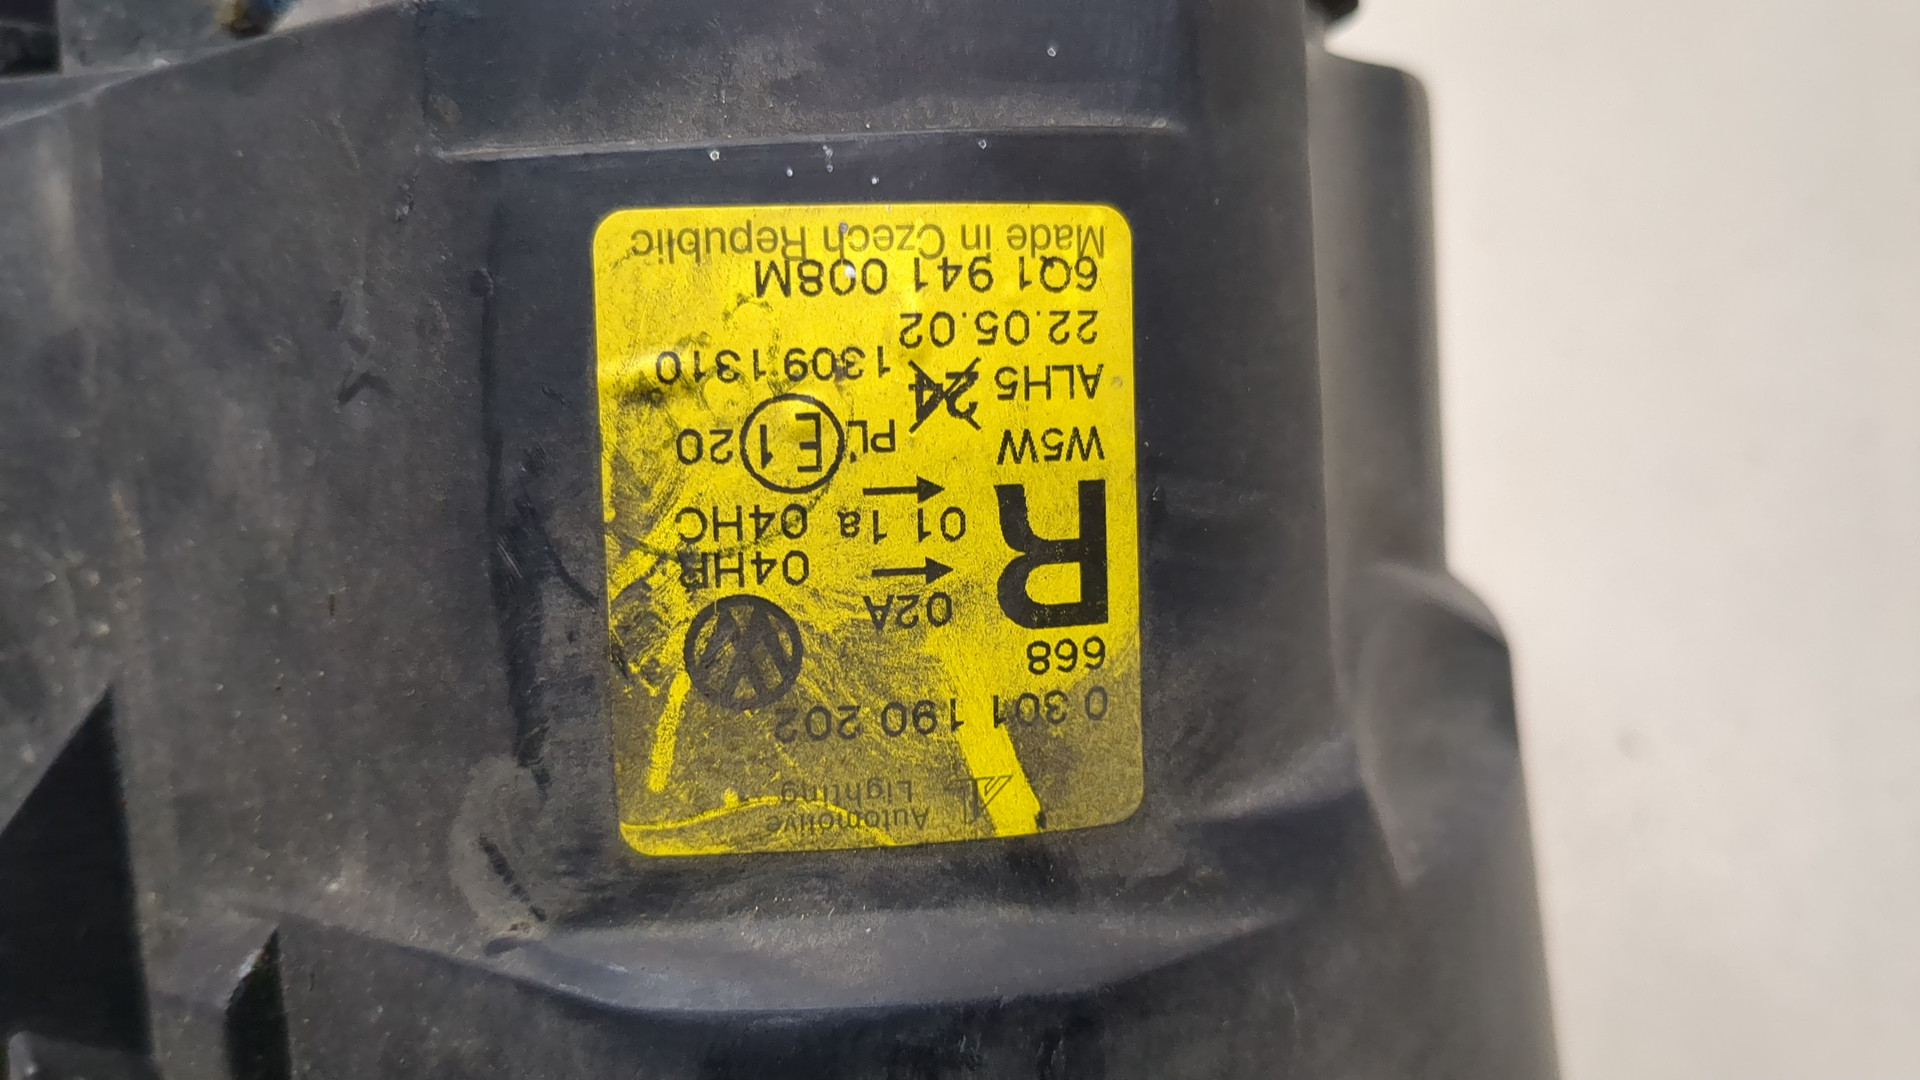 Automotive
Lighting
0 301 190 202
668
R
02A
04HR
01 1a 04HC
W5W
PL
E1
20
ALH5 24 13091310
22.05.02
6Q1 941 008M
Made in Czech Republic